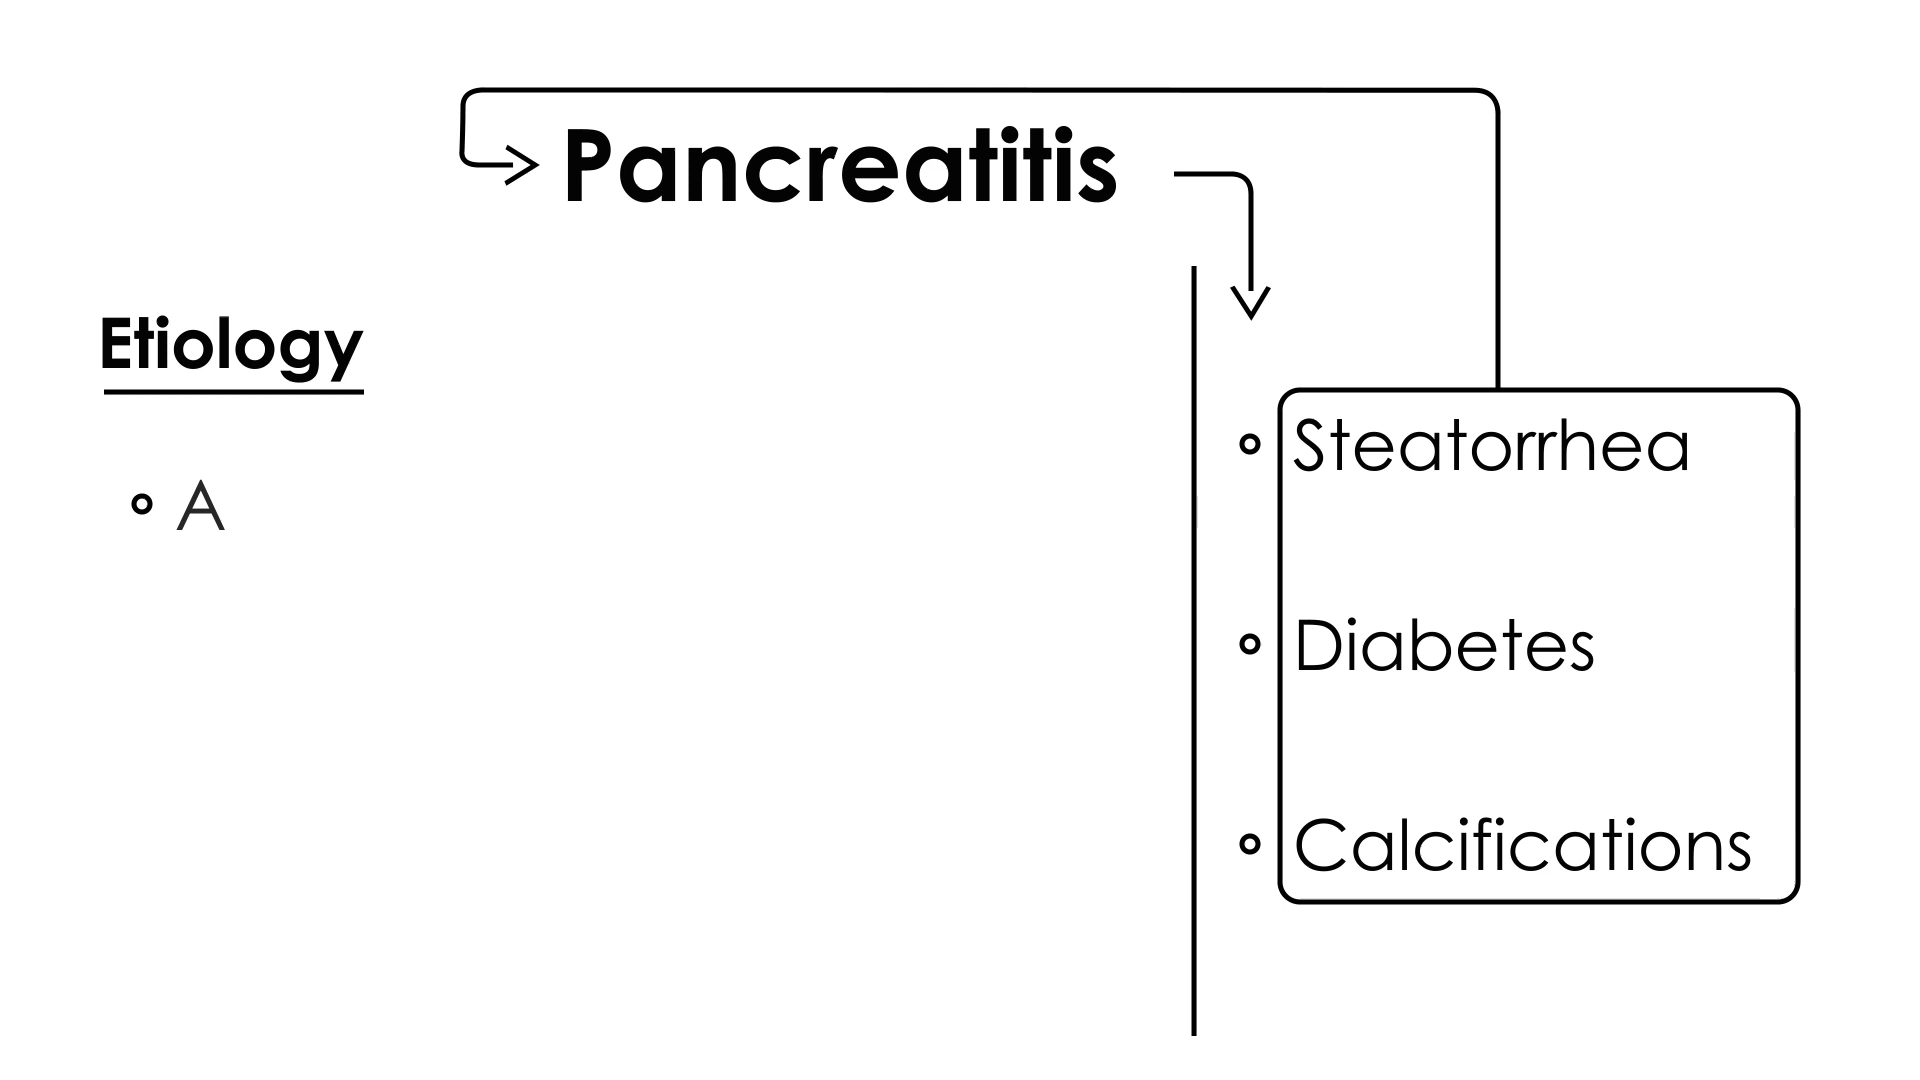 Pancreatitis
Etiology
A
Steatorrhea
Diabetes
Calcifications